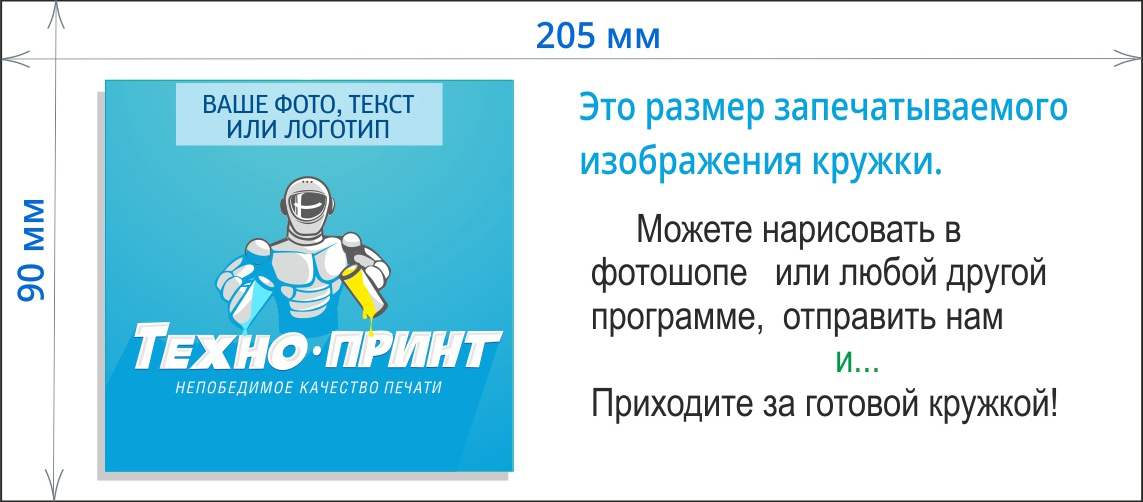 205 мм
90 мм
ВАШЕ ФОТО, ТЕКСТ
ИЛИ ЛОГОТИП
ТЕХНО·ПРИНТ
НЕПОБЕДИМОЕ КАЧЕСТВО ПЕЧАТИ
Это размер запечатываемого
изображения кружки.
Можете нарисовать в
фотошопе или любой другой
программе, отправить нам
и...
Приходите за готовой кружкой!